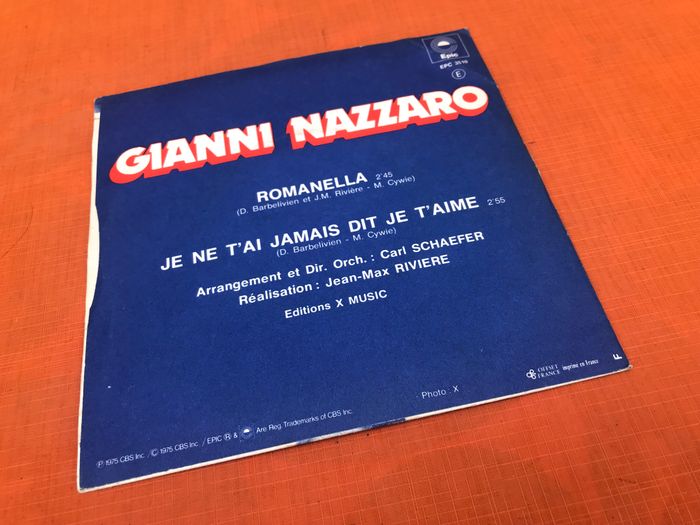 Epic
EPC 3510
E
GIANNI NAZZARO
ROMANELLA 2'45
(D. Barbelivien et J.M. Rivière - M. Cywie)
JE NE T'AI JAMAIS DIT JE T'AIME 2'55
(D. Barbelivien - M. Cywie)
Arrangement et Dir. Orch. : Carl SCHAEFER
Réalisation : Jean-Max RIVIERE
Editions X MUSIC
OFFSET FRANCE imprimé en France
F
Photo : X
Ⓟ 1975 CBS Inc. / © 1975 CBS Inc. / EPIC ® & Are Reg. Trademarks of CBS Inc.